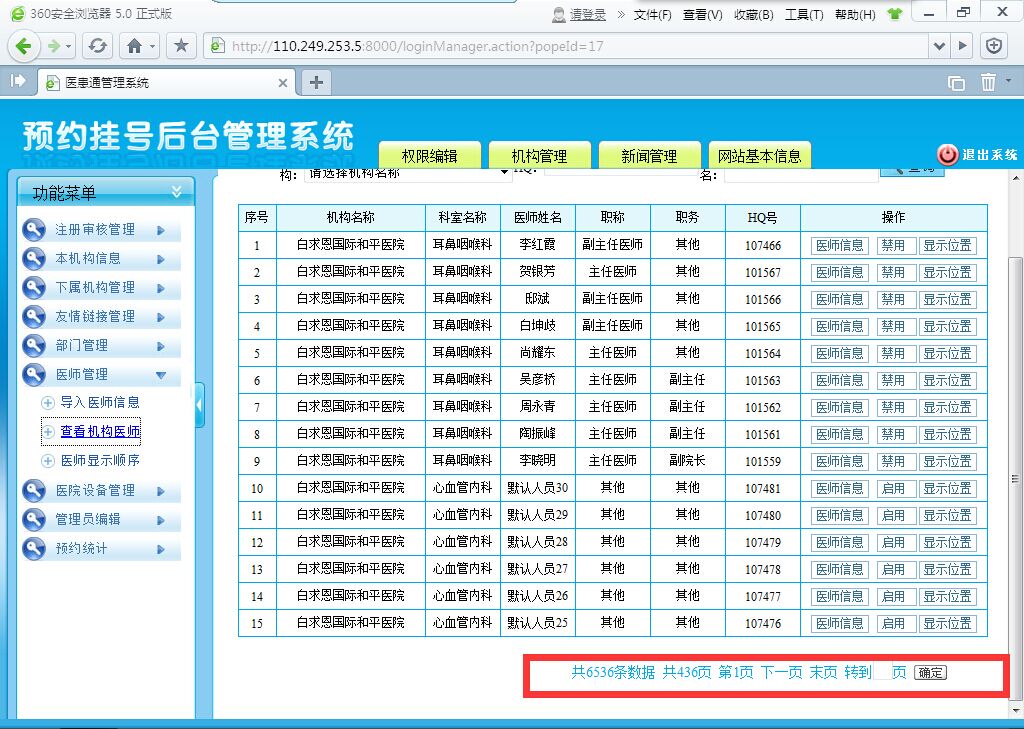 360安全浏览器 5.0 正式版
请登录 » 文件(F) 查看(V) 收藏(B) 工具(T) 帮助(H)
http://110.249.253.5:8000/loginManager.action?popeId=17
医患通管理系统
预约挂号后台管理系统
权限编辑 机构管理 新闻管理 网站基本信息 退出系统
功能菜单
注册审核管理
本机构信息
下属机构管理
友情链接管理
部门管理
医师管理
导入医师信息
查看机构医师
医师显示顺序
医院设备管理
管理员编辑
预约统计
构: 请选择机构名称 HQ: 名: 查询
序号 机构名称 科室名称 医师姓名 职称 职务 HQ号 操作
1 白求恩国际和平医院 耳鼻咽喉科 李红霞 副主任医师 其他 107466 医师信息 禁用 显示位置
2 白求恩国际和平医院 耳鼻咽喉科 贺银芳 主任医师 其他 101567 医师信息 禁用 显示位置
3 白求恩国际和平医院 耳鼻咽喉科 邸斌 副主任医师 其他 101566 医师信息 禁用 显示位置
4 白求恩国际和平医院 耳鼻咽喉科 白坤歧 副主任医师 其他 101565 医师信息 禁用 显示位置
5 白求恩国际和平医院 耳鼻咽喉科 尚耀东 主任医师 其他 101564 医师信息 禁用 显示位置
6 白求恩国际和平医院 耳鼻咽喉科 吴彦桥 主任医师 副主任 101563 医师信息 禁用 显示位置
7 白求恩国际和平医院 耳鼻咽喉科 周永青 主任医师 副主任 101562 医师信息 禁用 显示位置
8 白求恩国际和平医院 耳鼻咽喉科 陶振峰 主任医师 副主任 101561 医师信息 禁用 显示位置
9 白求恩国际和平医院 耳鼻咽喉科 李晓明 主任医师 副院长 101559 医师信息 禁用 显示位置
10 白求恩国际和平医院 心血管内科 默认人员30 其他 其他 107481 医师信息 启用 显示位置
11 白求恩国际和平医院 心血管内科 默认人员29 其他 其他 107480 医师信息 启用 显示位置
12 白求恩国际和平医院 心血管内科 默认人员28 其他 其他 107479 医师信息 启用 显示位置
13 白求恩国际和平医院 心血管内科 默认人员27 其他 其他 107478 医师信息 启用 显示位置
14 白求恩国际和平医院 心血管内科 默认人员26 其他 其他 107477 医师信息 启用 显示位置
15 白求恩国际和平医院 心血管内科 默认人员25 其他 其他 107476 医师信息 启用 显示位置
共6536条数据 共436页 第1页 下一页 末页 转到 页 确定